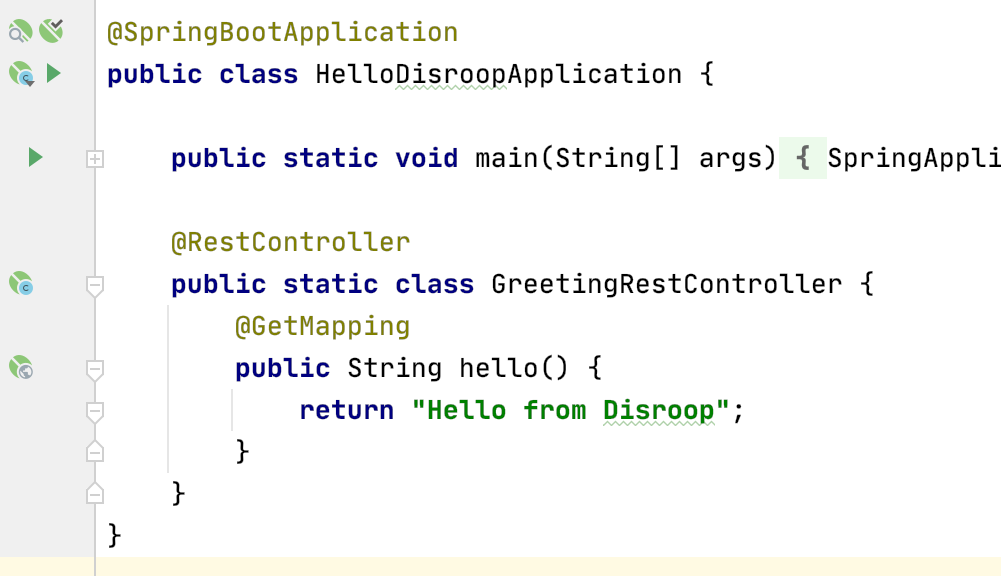 @SpringBootApplication
public class HelloDisroopApplication {
public static void main(String[] args) { SpringAppli
@RestController
public static class GreetingRestController {
@GetMapping
public String hello() {
return "Hello from Disroop";
}
}
}